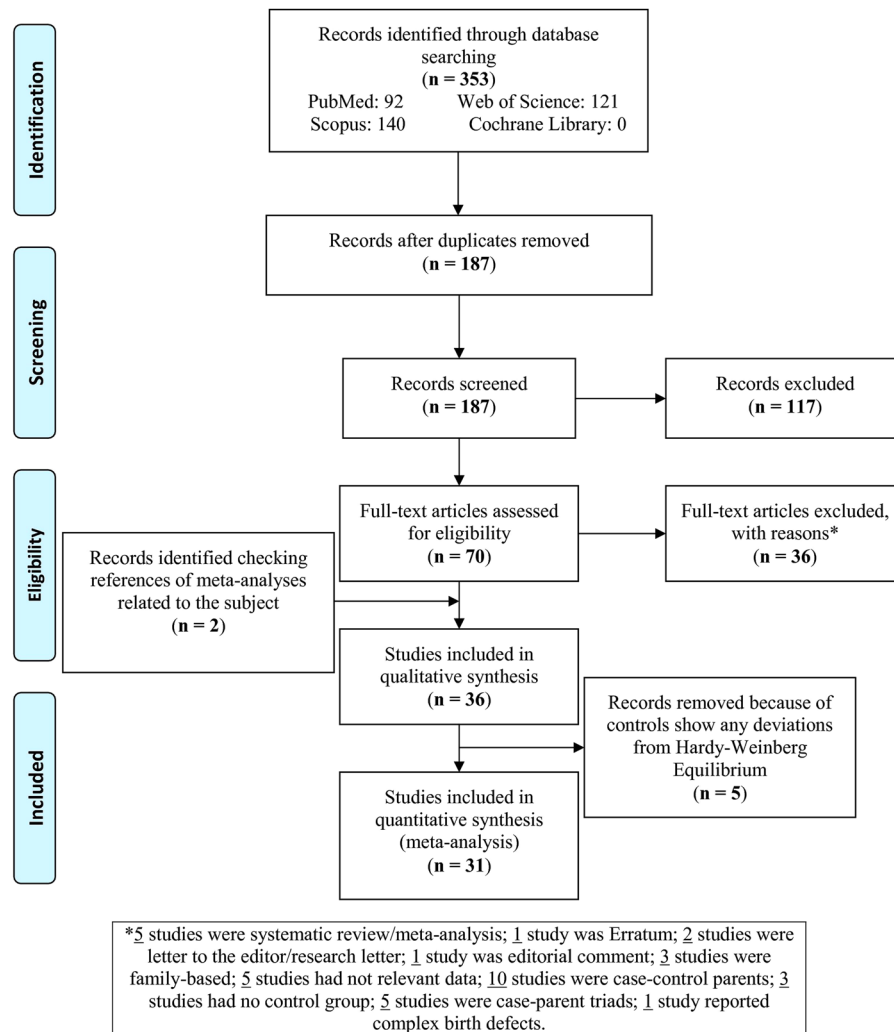 Identification
Records identified through database
searching
(n = 353)
PubMed: 92 Web of Science: 121
Scopus: 140 Cochrane Library: 0
Records after duplicates removed
(n = 187)
Screening
Records screened
(n = 187)
Records excluded
(n = 117)
Eligibility
Full-text articles assessed
for eligibility
(n = 70)
Full-text articles excluded,
with reasons*
(n = 36)
Records identified checking
references of meta-analyses
related to the subject
(n = 2)
Studies included in
qualitative synthesis
(n = 36)
Included
Records removed because of
controls show any deviations
from Hardy-Weinberg
Equilibrium
(n = 5)
Studies included in
quantitative synthesis
(meta-analysis)
(n = 31)
*5 studies were systematic review/meta-analysis; 1 study was Erratum; 2 studies were
letter to the editor/research letter; 1 study was editorial comment; 3 studies were
family-based; 5 studies had not relevant data; 10 studies were case-control parents; 3
studies had no control group; 5 studies were case-parent triads; 1 study reported
complex birth defects.